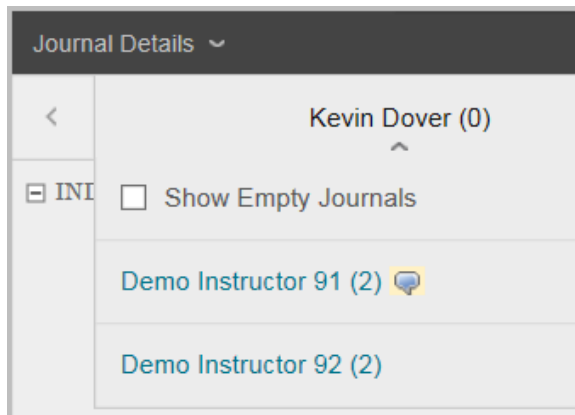 Journal Details
Kevin Dover (0)
Show Empty Journals
Demo Instructor 91 (2)
Demo Instructor 92 (2)